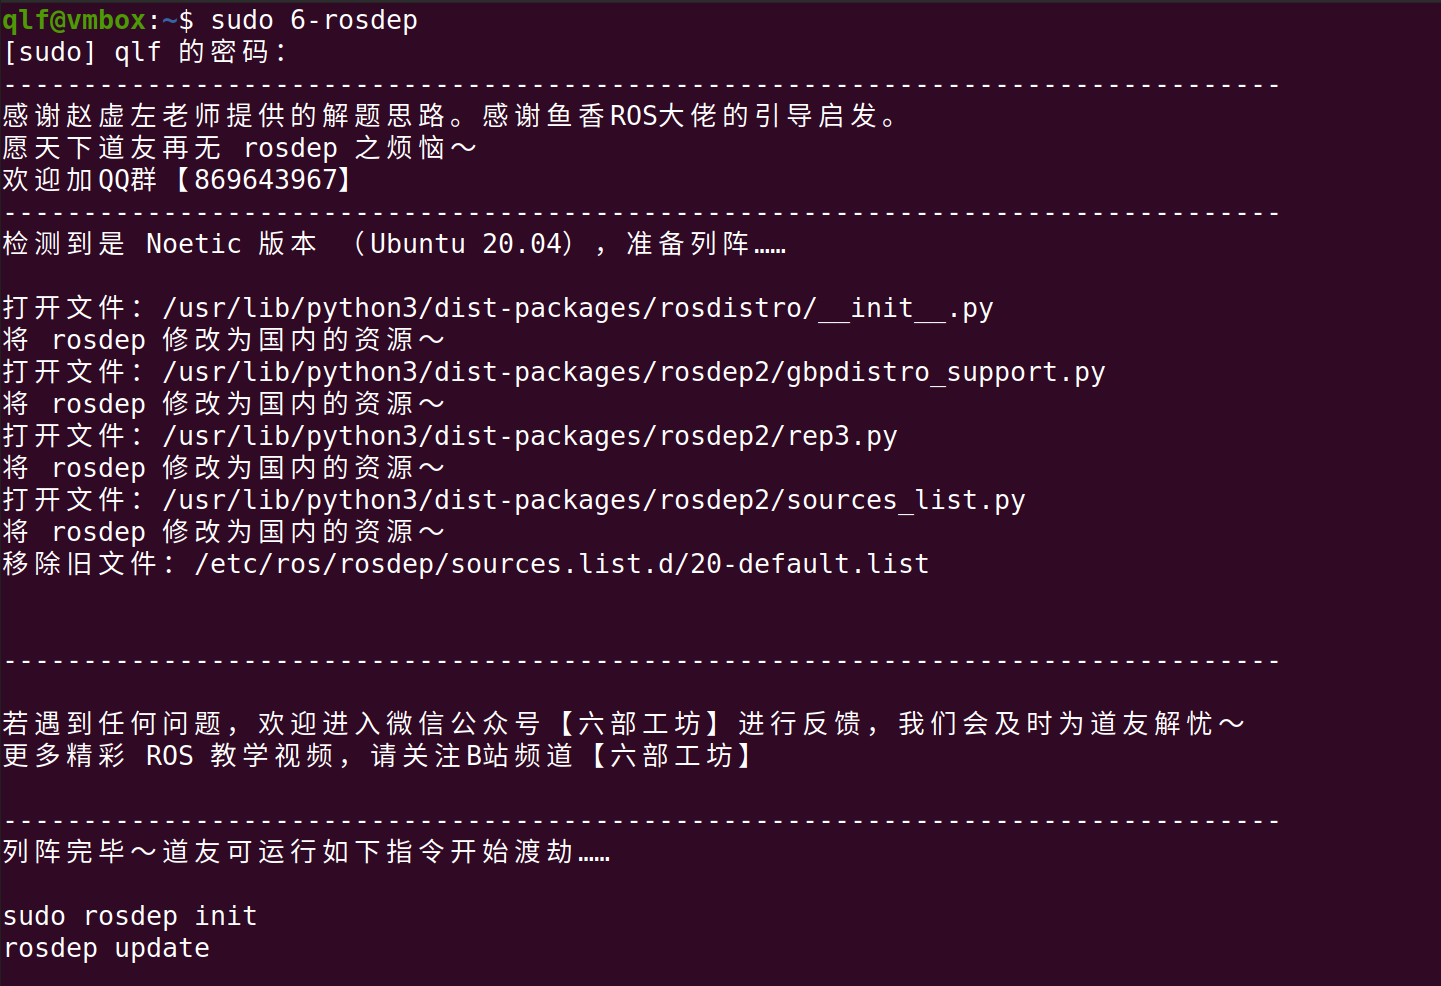 qlf@vmbox:~$ sudo 6-rosdep
[sudo] qlf 的密码：
--------------------------------------------------------------------------------
感谢赵虚左老师提供的解题思路。感谢鱼香ROS大佬的引导启发。
愿天下道友再无 rosdep 之烦恼～
欢迎加QQ群【869643967】
--------------------------------------------------------------------------------
检测到是 Noetic 版本 （Ubuntu 20.04），准备列阵……
打开文件：/usr/lib/python3/dist-packages/rosdistro/__init__.py
将 rosdep 修改为国内的资源～
打开文件：/usr/lib/python3/dist-packages/rosdep2/gbpdistro_support.py
将 rosdep 修改为国内的资源～
打开文件：/usr/lib/python3/dist-packages/rosdep2/rep3.py
将 rosdep 修改为国内的资源～
打开文件：/usr/lib/python3/dist-packages/rosdep2/sources_list.py
将 rosdep 修改为国内的资源～
移除旧文件：/etc/ros/rosdep/sources.list.d/20-default.list
--------------------------------------------------------------------------------
若遇到任何问题，欢迎进入微信公众号【六部工坊】进行反馈，我们会及时为道友解忧～
更多精彩 ROS 教学视频，请关注B站频道【六部工坊】
--------------------------------------------------------------------------------
列阵完毕～道友可运行如下指令开始渡劫……
sudo rosdep init
rosdep update